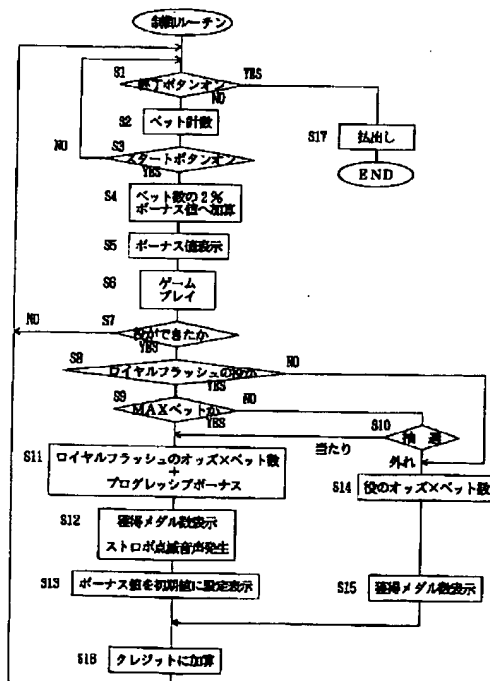 制御ルーチン
S1
終了ボタンオン
YES
NO
S2
ベット計数
S17
払出し
S3
NO
スタートボタンオン
YES
END
S4
ベット数の2%
ボーナス値へ加算
S5
ボーナス値表示
S6
ゲーム
プレイ
NO
S7
役ができたか
YES
S8
ロイヤルフラッシュの役か
NO
YES
S9
MAXベットか
NO
YES
S10
抽選
当たり
外れ
S11
ロイヤルフラッシュのオッズ×ベット数
+
プログレッシブボーナス
S14
役のオッズ×ベット数
S12
獲得メダル数表示
ストロボ点滅音声発生
S13
ボーナス値を初期値に設定表示
S15
獲得メダル数表示
S16
クレジットに加算